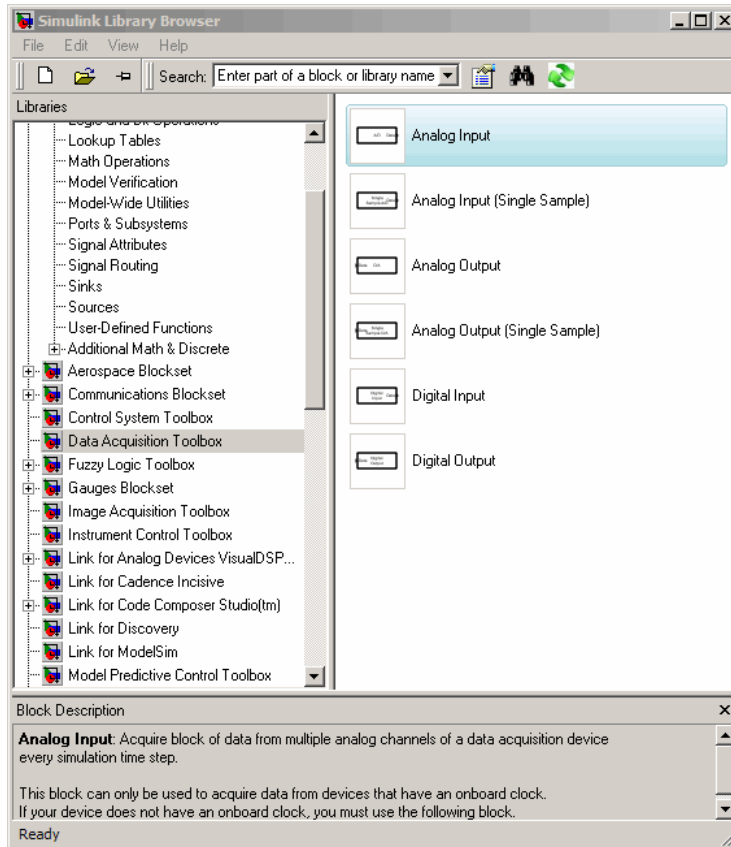 Simulink Library Browser
File Edit View Help
Search: Enter part of a block or library name
Libraries
Lookup Tables
Math Operations
Model Verification
Model-Wide Utilities
Ports & Subsystems
Signal Attributes
Signal Routing
Sinks
Sources
User-Defined Functions
Additional Math & Discrete
Aerospace Blockset
Communications Blockset
Control System Toolbox
Data Acquisition Toolbox
Fuzzy Logic Toolbox
Gauges Blockset
Image Acquisition Toolbox
Instrument Control Toolbox
Link for Analog Devices VisualDSP...
Link for Cadence Incisive
Link for Code Composer Studio(tm)
Link for Discovery
Link for ModelSim
Model Predictive Control Toolbox
Analog Input
Analog Input (Single Sample)
Analog Output
Analog Output (Single Sample)
Digital Input
Digital Output
Block Description
Analog Input: Acquire block of data from multiple analog channels of a data acquisition device
every simulation time step.
This block can only be used to acquire data from devices that have an onboard clock.
If your device does not have an onboard clock, you must use the following block.
Ready